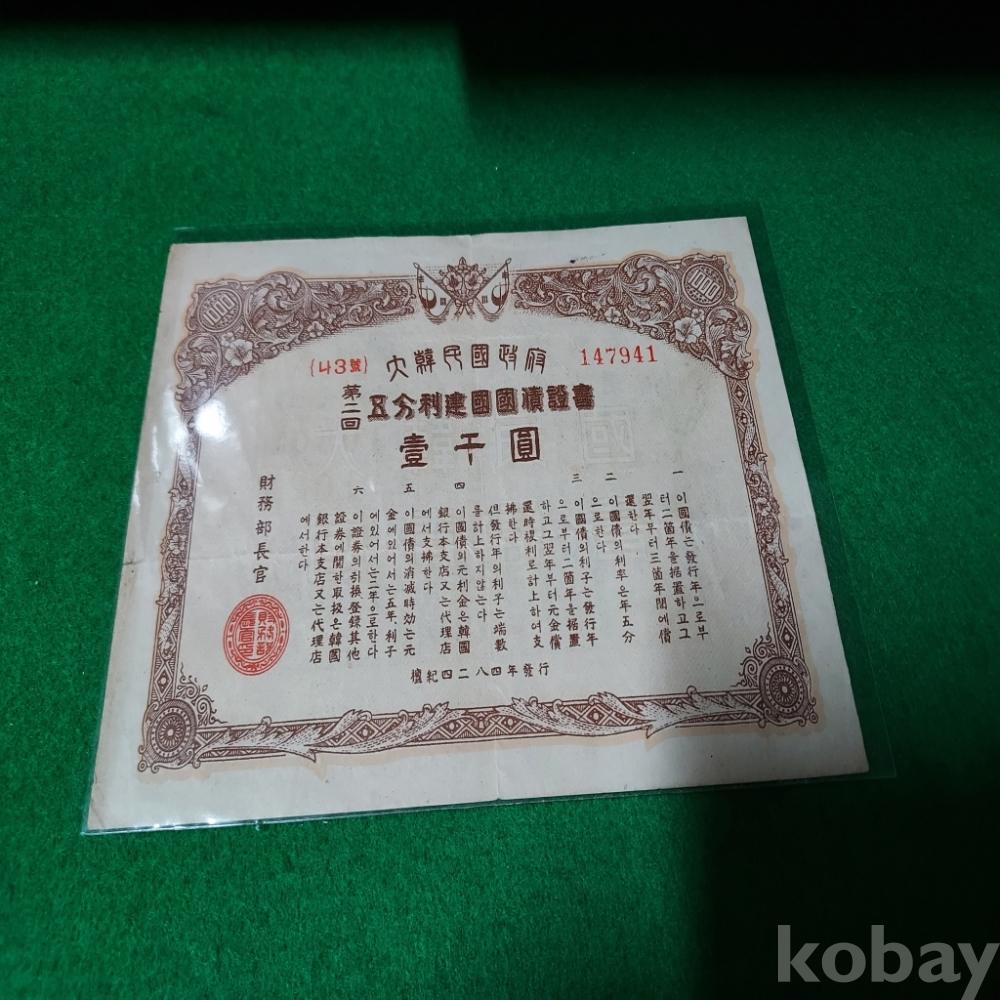 1000
1000
(43號)
大韓民國政府
147941
第二回
五分利建國國債證書
壹千圓
一 이國債는發行年으로부
터二箇年을据置하고그
翌年부터三箇年間에償
還한다
二 이國債의利率은年五分
으로한다
三 이國債의利子는發行年
으로부터二箇年을据置
하고그翌年부터元金償
還時複利로計上하여支
拂한다
但發行年의利子는端數
를計上하지않는다
四 이國債의元利金은韓國
銀行本支店又는代理店
에서支拂한다
五 이國債의消滅時効는元
金에있어서는五年、利子
에있어서는二年으로한다
六 이證券의引換登錄其他
證券에關한取扱은韓國
銀行本支店又는代理店
에서한다
財務部長官
檀紀四二八四年發行
kobay